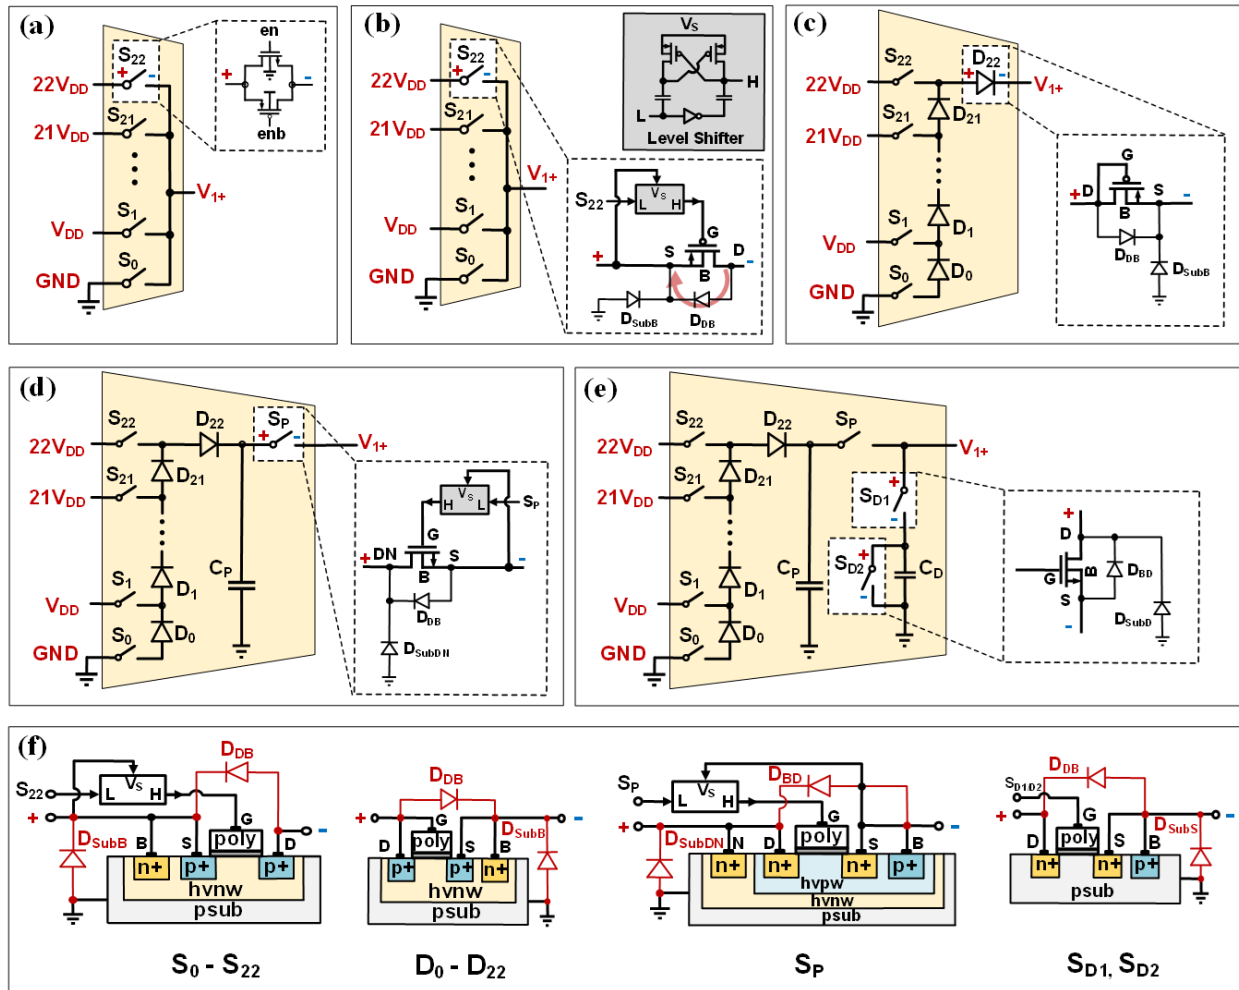 (a)
en
S22
+ -
22VDD
+ -
enb
S21
21VDD
V1+
S1
VDD
S0
GND
(b)
S22
+ -
22VDD
S21
21VDD
V1+
S1
VDD
S0
GND
VS
H
L
Level Shifter
VS
S22 L H
G
+ S D -
B
DSubB DDB
(c)
D22
S22
+ -
22VDD V1+
S21 D21
21VDD
S1 D1
VDD
S0 D0
GND
G
D S
+ -
B
DDB
DSubB
(d)
S22 D22 SP
+ -
22VDD V1+
S21 D21
21VDD
S1 D1 CP
VDD
S0 D0
GND
VS
H L SP
G
+ DN S -
B
DDB
DSubDN
(e)
S22 D22 SP
22VDD V1+
S21 D21
21VDD
SD1 + -
SD2 + -
S1 D1 CP CD
VDD
S0 D0
GND
+
D
G B DBD
S
DSubD
-
(f)
DDB
VS
S22 L H
G
+ poly -
DSubB B S D
n+ p+ p+
hvnw
psub
S0 - S22
DDB
+ G -
poly
D S B DSubB
p+ p+ n+
hvnw
psub
D0 - D22
DBD
SP VS
L H
G
+ poly -
DSubDN N D S B
n+ n+ n+ p+
hvpw
hvnw
psub
SP
DDB
SD1D2
+ G -
poly
D S B DSubS
n+ n+ p+
psub
SD1, SD2